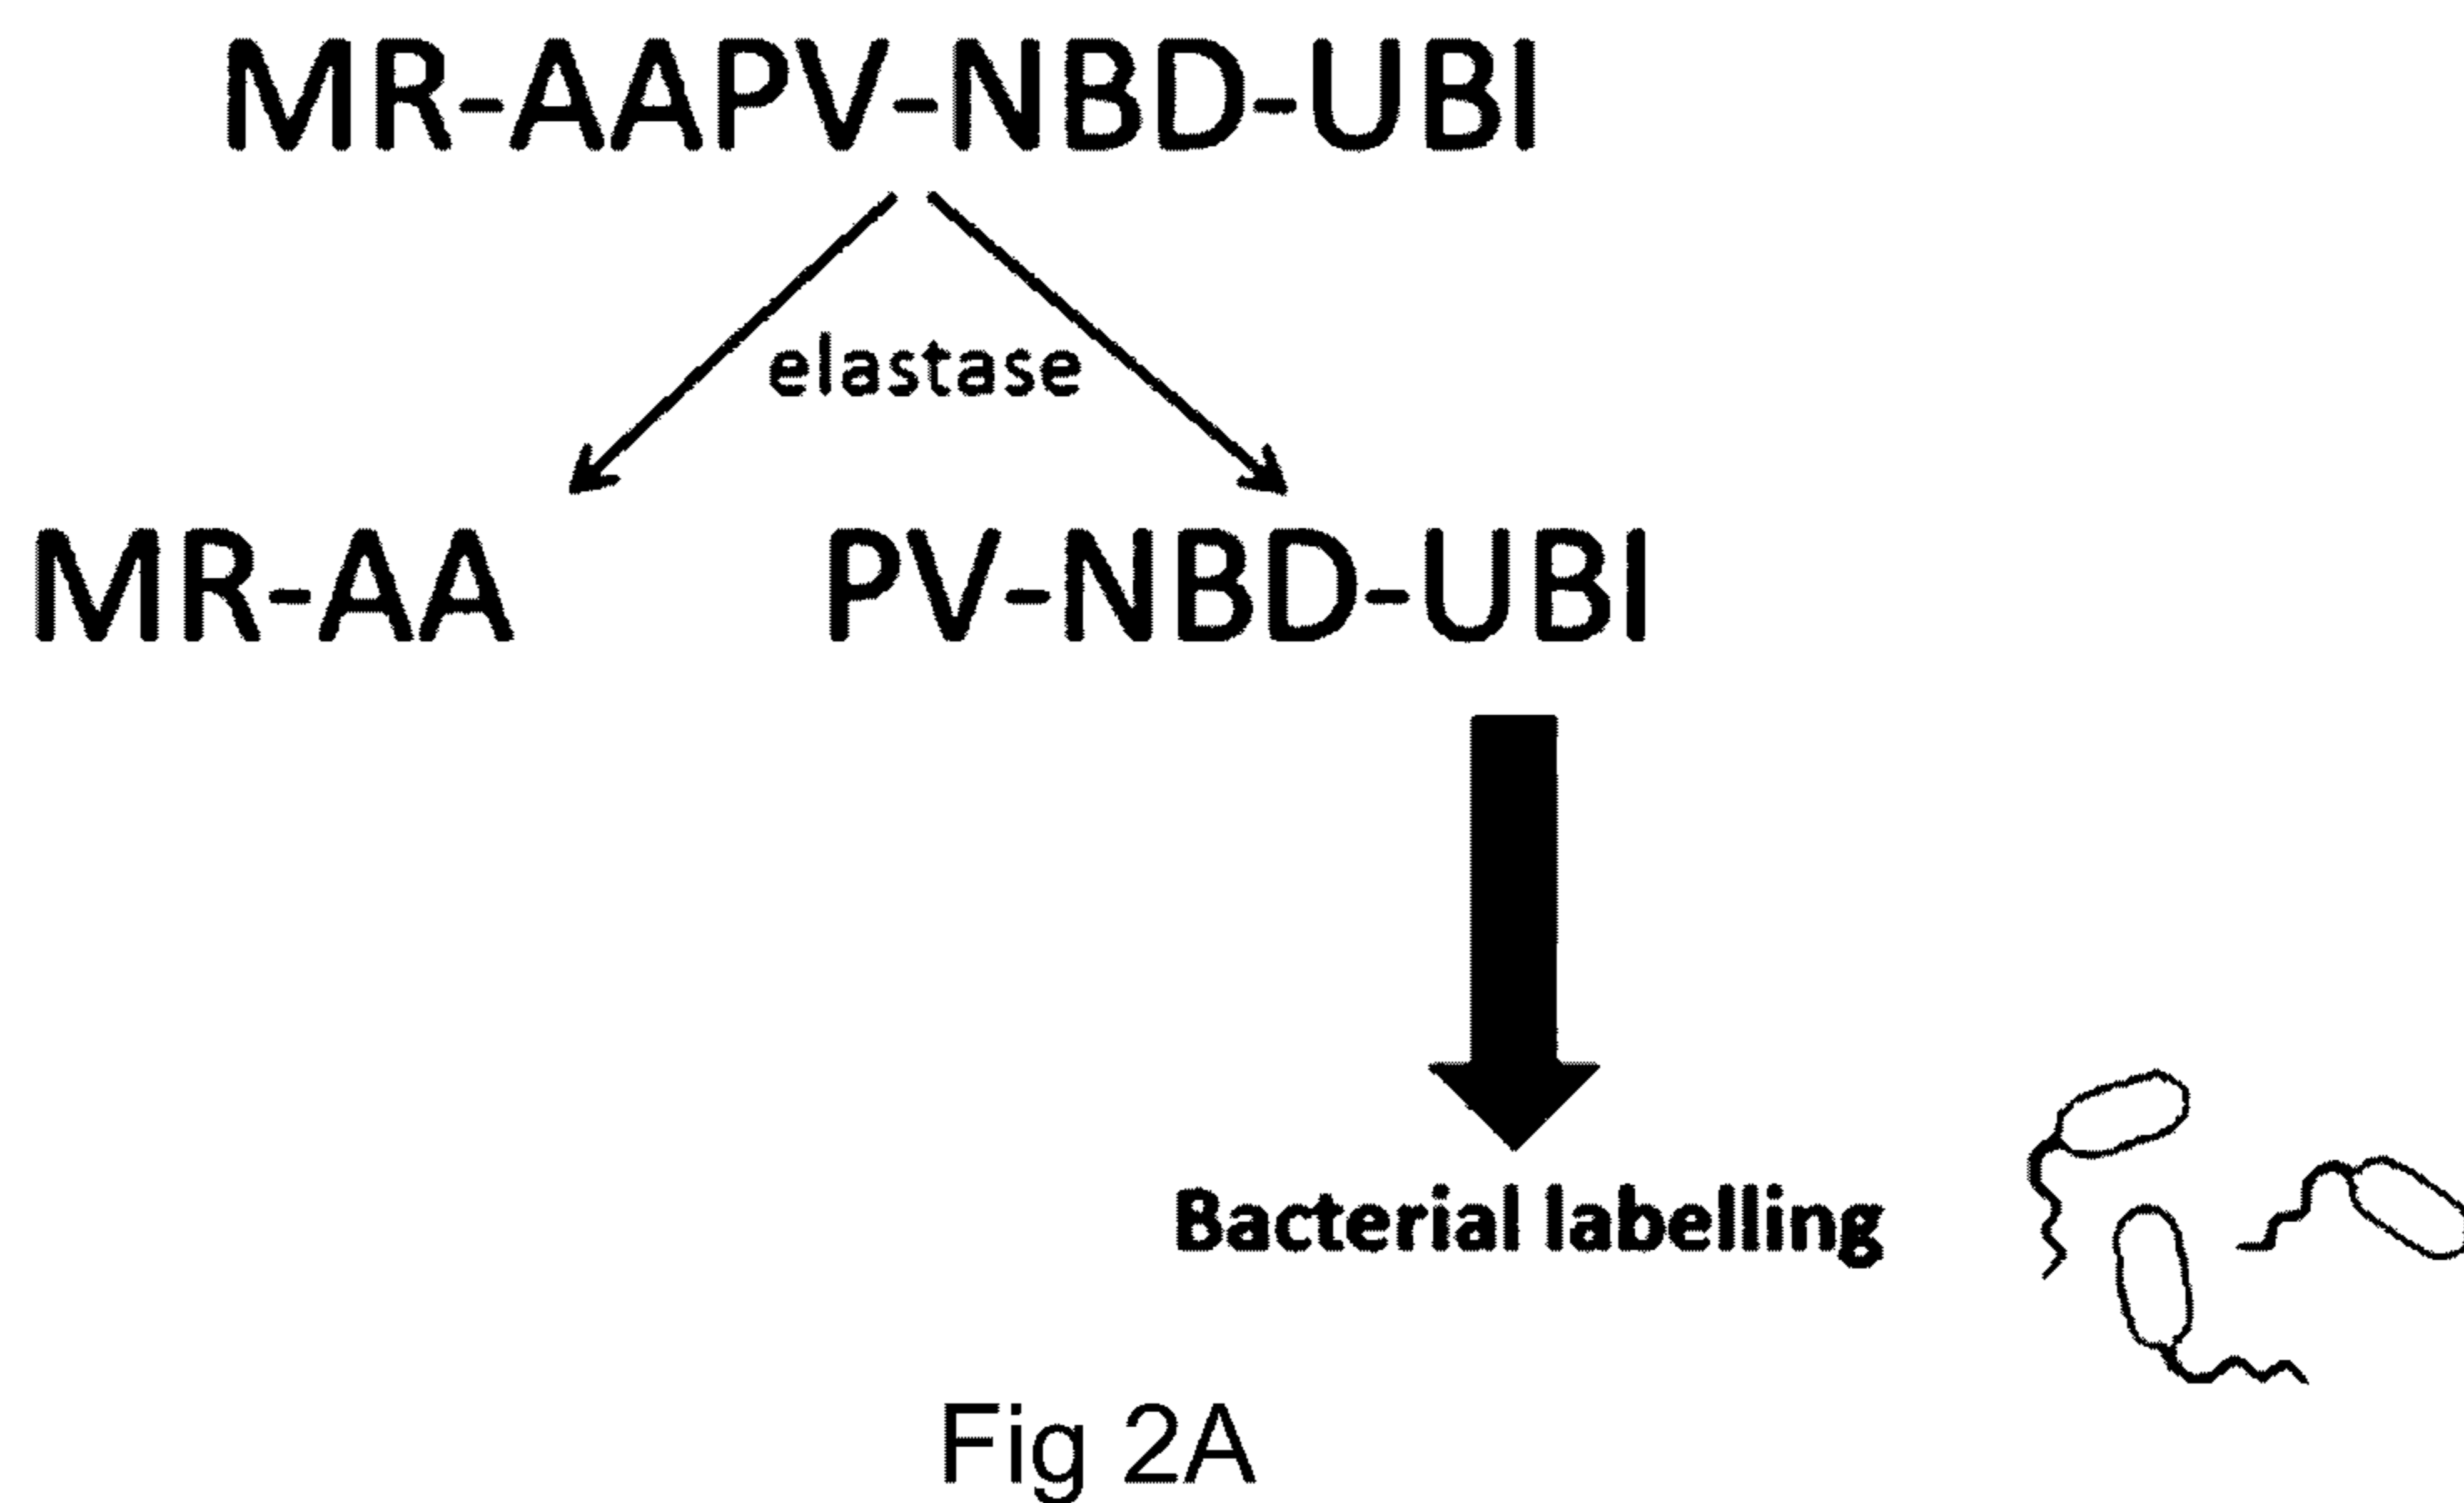 MR-AAPV-NBD-UBI
elastase
MR-AA PV-NBD-UBI
Bacterial labelling
Fig 2A